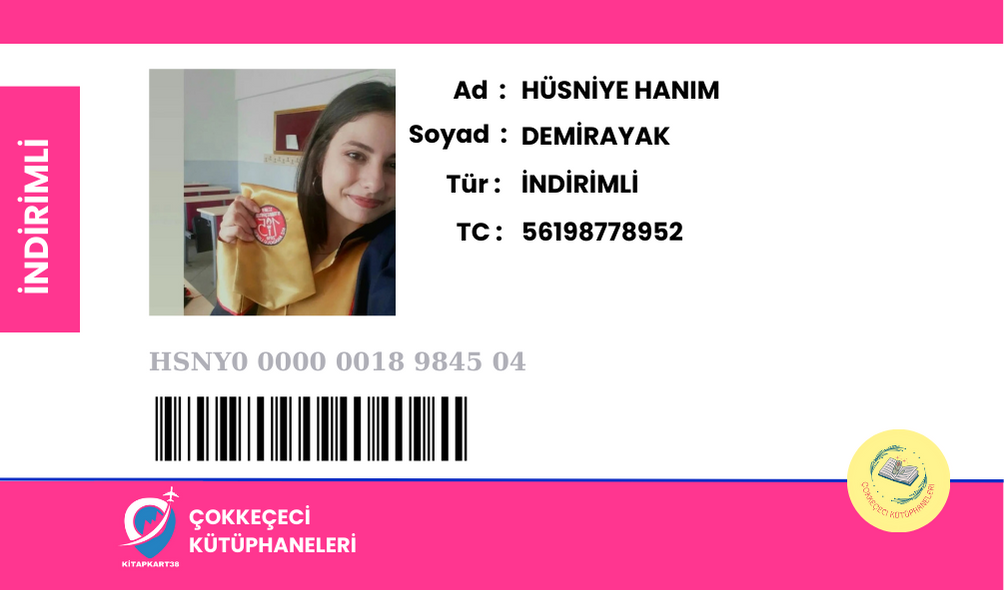 İNDİRİMLİ
Ad : HÜSNİYE HANIM
Soyad : DEMİRAYAK
Tür : İNDİRİMLİ
TC : 56198778952
HSNY0 0000 0018 9845 04
KİTAPKART38
ÇOKKEÇECİ
KÜTÜPHANELERİ
ÇOKKEÇECİ KÜTÜPHANELERİ